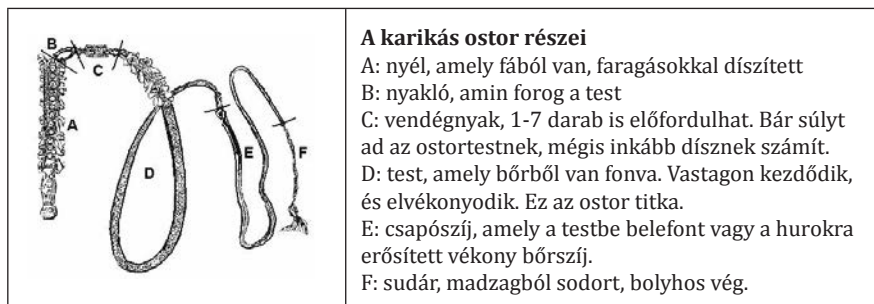 B
C
A
D
E
F
A karikás ostor részei
A: nyél, amely fából van, faragásokkal díszített
B: nyakló, amin forog a test
C: vendégnyak, 1-7 darab is előfordulhat. Bár súlyt
ad az ostortestnek, mégis inkább dísznek számít.
D: test, amely bőrből van fonva. Vastagon kezdődik,
és elvékonyodik. Ez az ostor titka.
E: csapószíj, amely a testbe belefont vagy a hurokra
erősített vékony bőrszíj.
F: sudár, madzagból sodort, bolyhos vég.